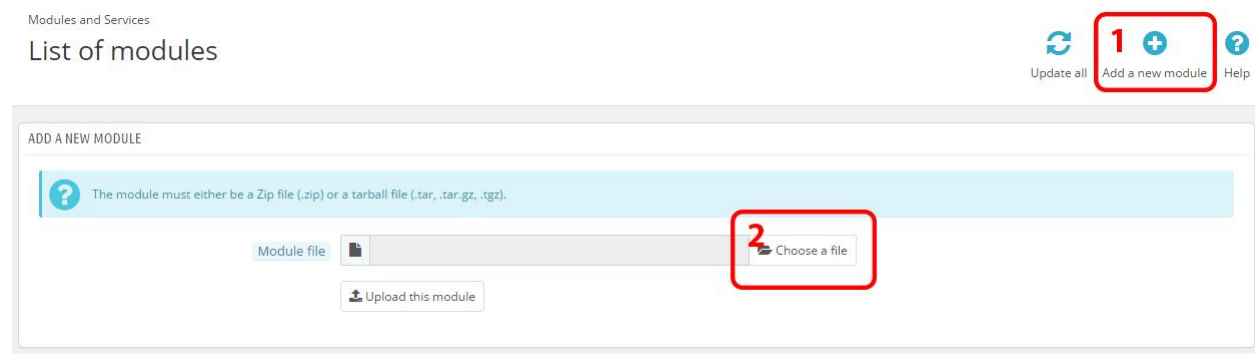 Modules and Services
List of modules
1
Update all
Add a new module
Help
ADD A NEW MODULE
The module must either be a Zip file (.zip) or a tarball file (.tar, .tar.gz, .tgz).
Module file
2
Choose a file
Upload this module